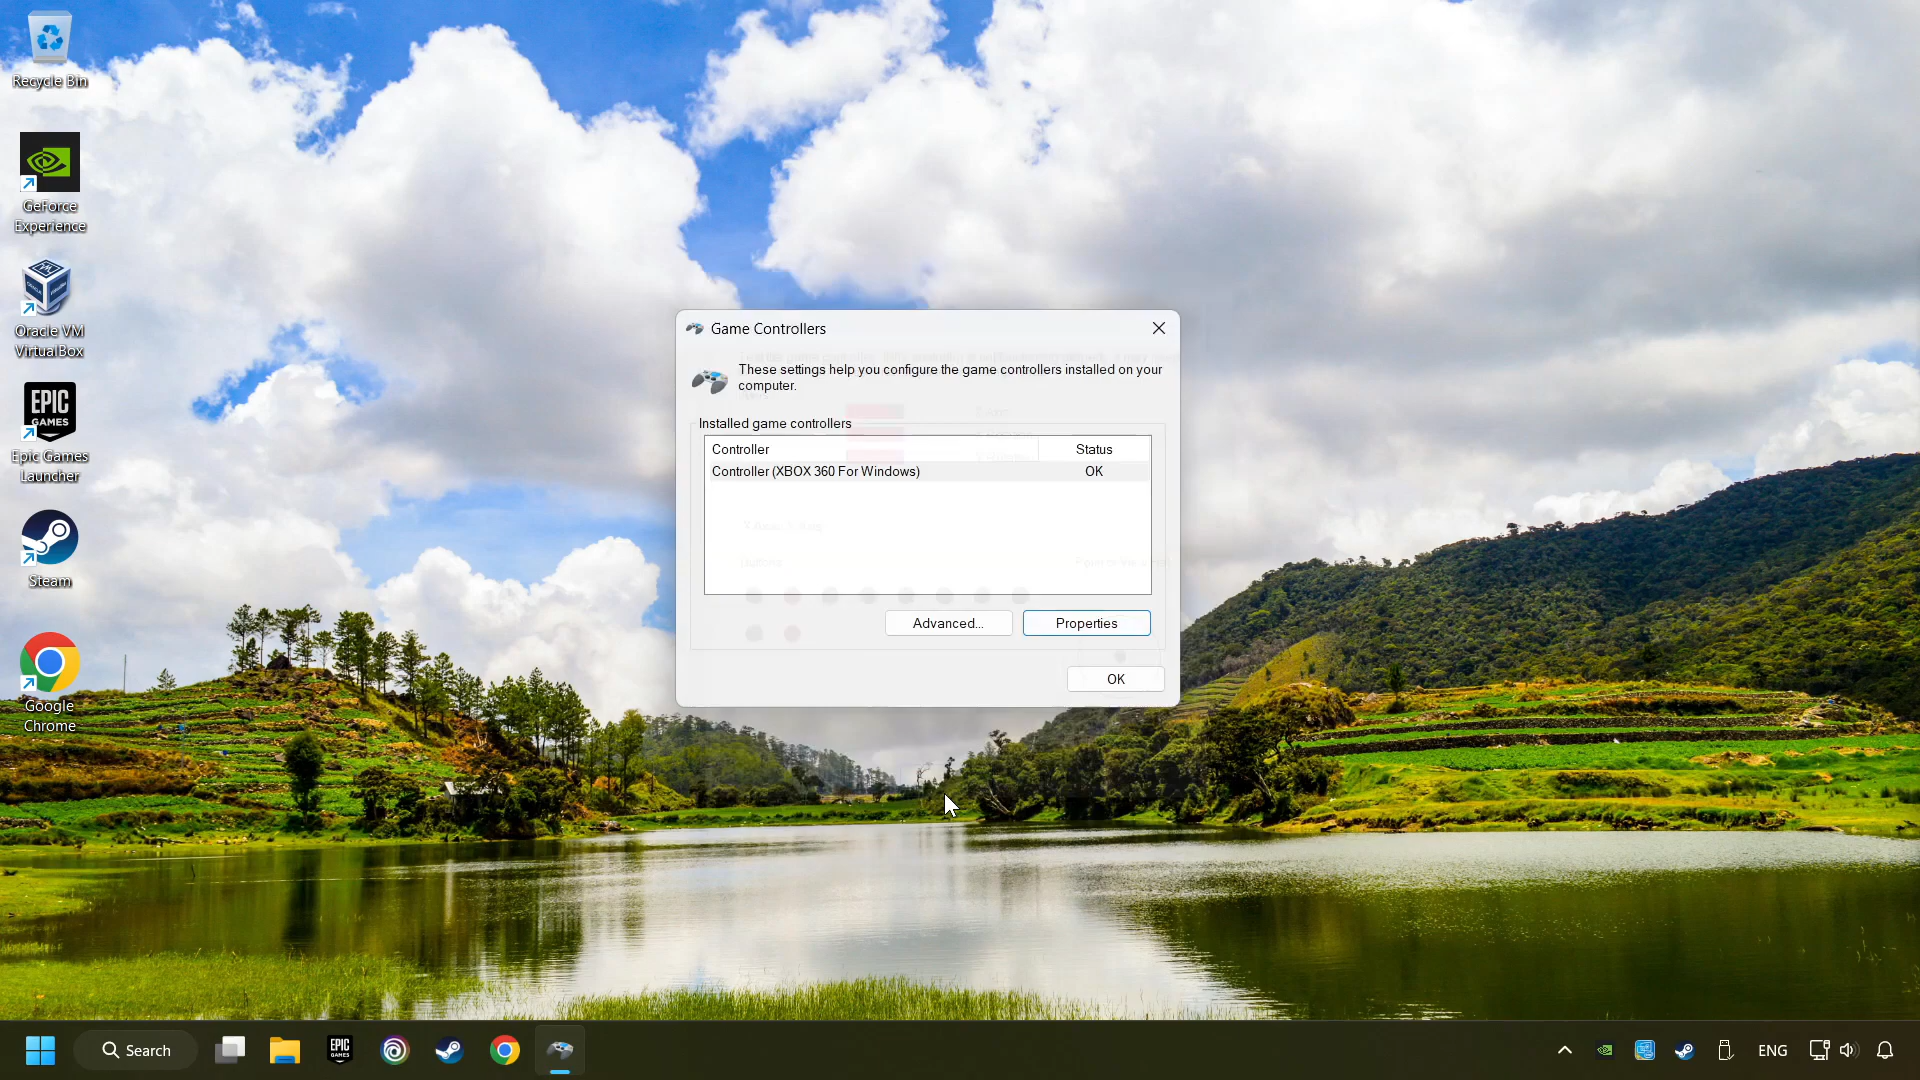 Recycle Bin
GeForce
Experience
Oracle VM
VirtualBox
EPIC
GAMES
Epic Games
Launcher
Steam
Google
Chrome
Game Controllers
These settings help you configure the game controllers installed on your
computer.
Installed game controllers
Controller Status
Controller (XBOX 360 For Windows) OK
Advanced... Properties
OK
Search
EPIC
GAMES
ENG